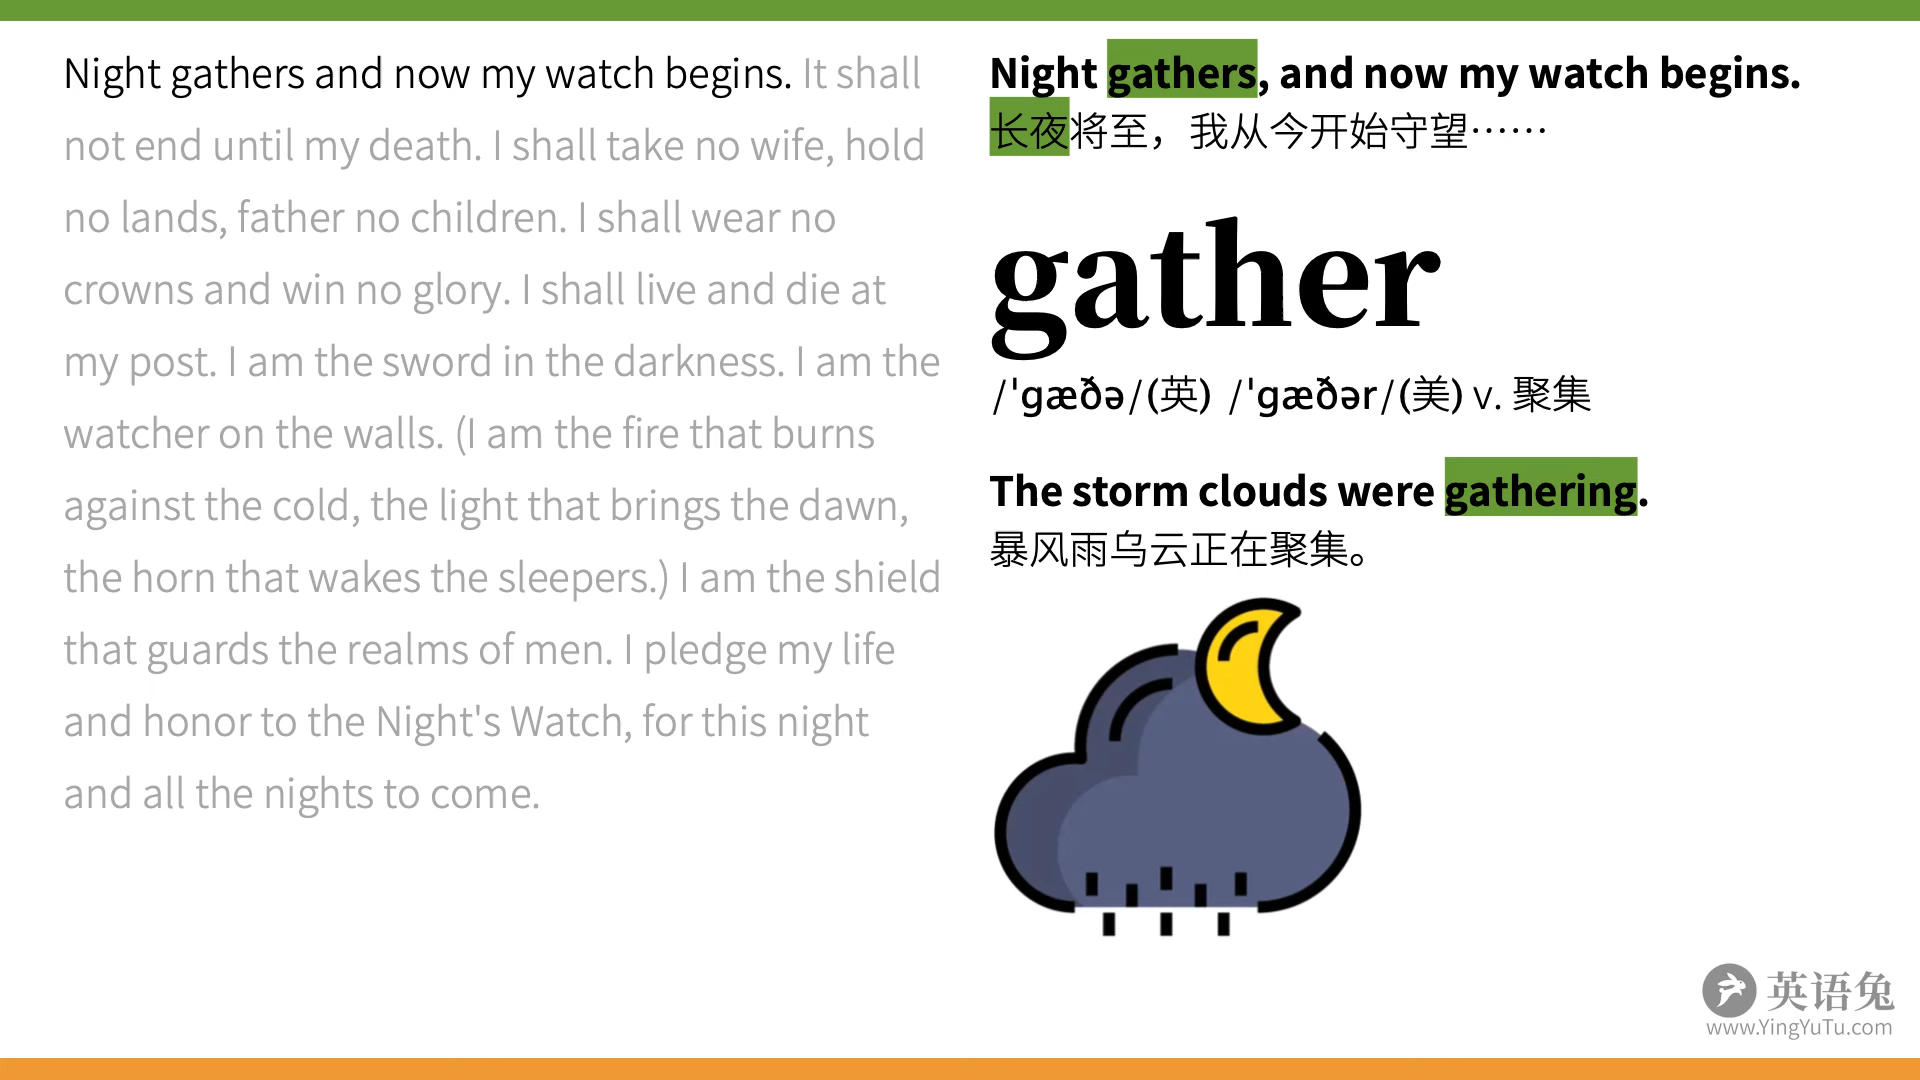 Night gathers and now my watch begins. It shall
not end until my death. I shall take no wife, hold
no lands, father no children. I shall wear no
crowns and win no glory. I shall live and die at
my post. I am the sword in the darkness. I am the
watcher on the walls. (I am the fire that burns
against the cold, the light that brings the dawn,
the horn that wakes the sleepers.) I am the shield
that guards the realms of men. I pledge my life
and honor to the Night's Watch, for this night
and all the nights to come.
Night gathers, and now my watch begins.
长夜将至，我从今开始守望……
gather
/ˈgæðə/(英) /ˈgæðər/(美) v. 聚集
The storm clouds were gathering.
暴风雨乌云正在聚集。
英语兔
www.YingYuTu.com